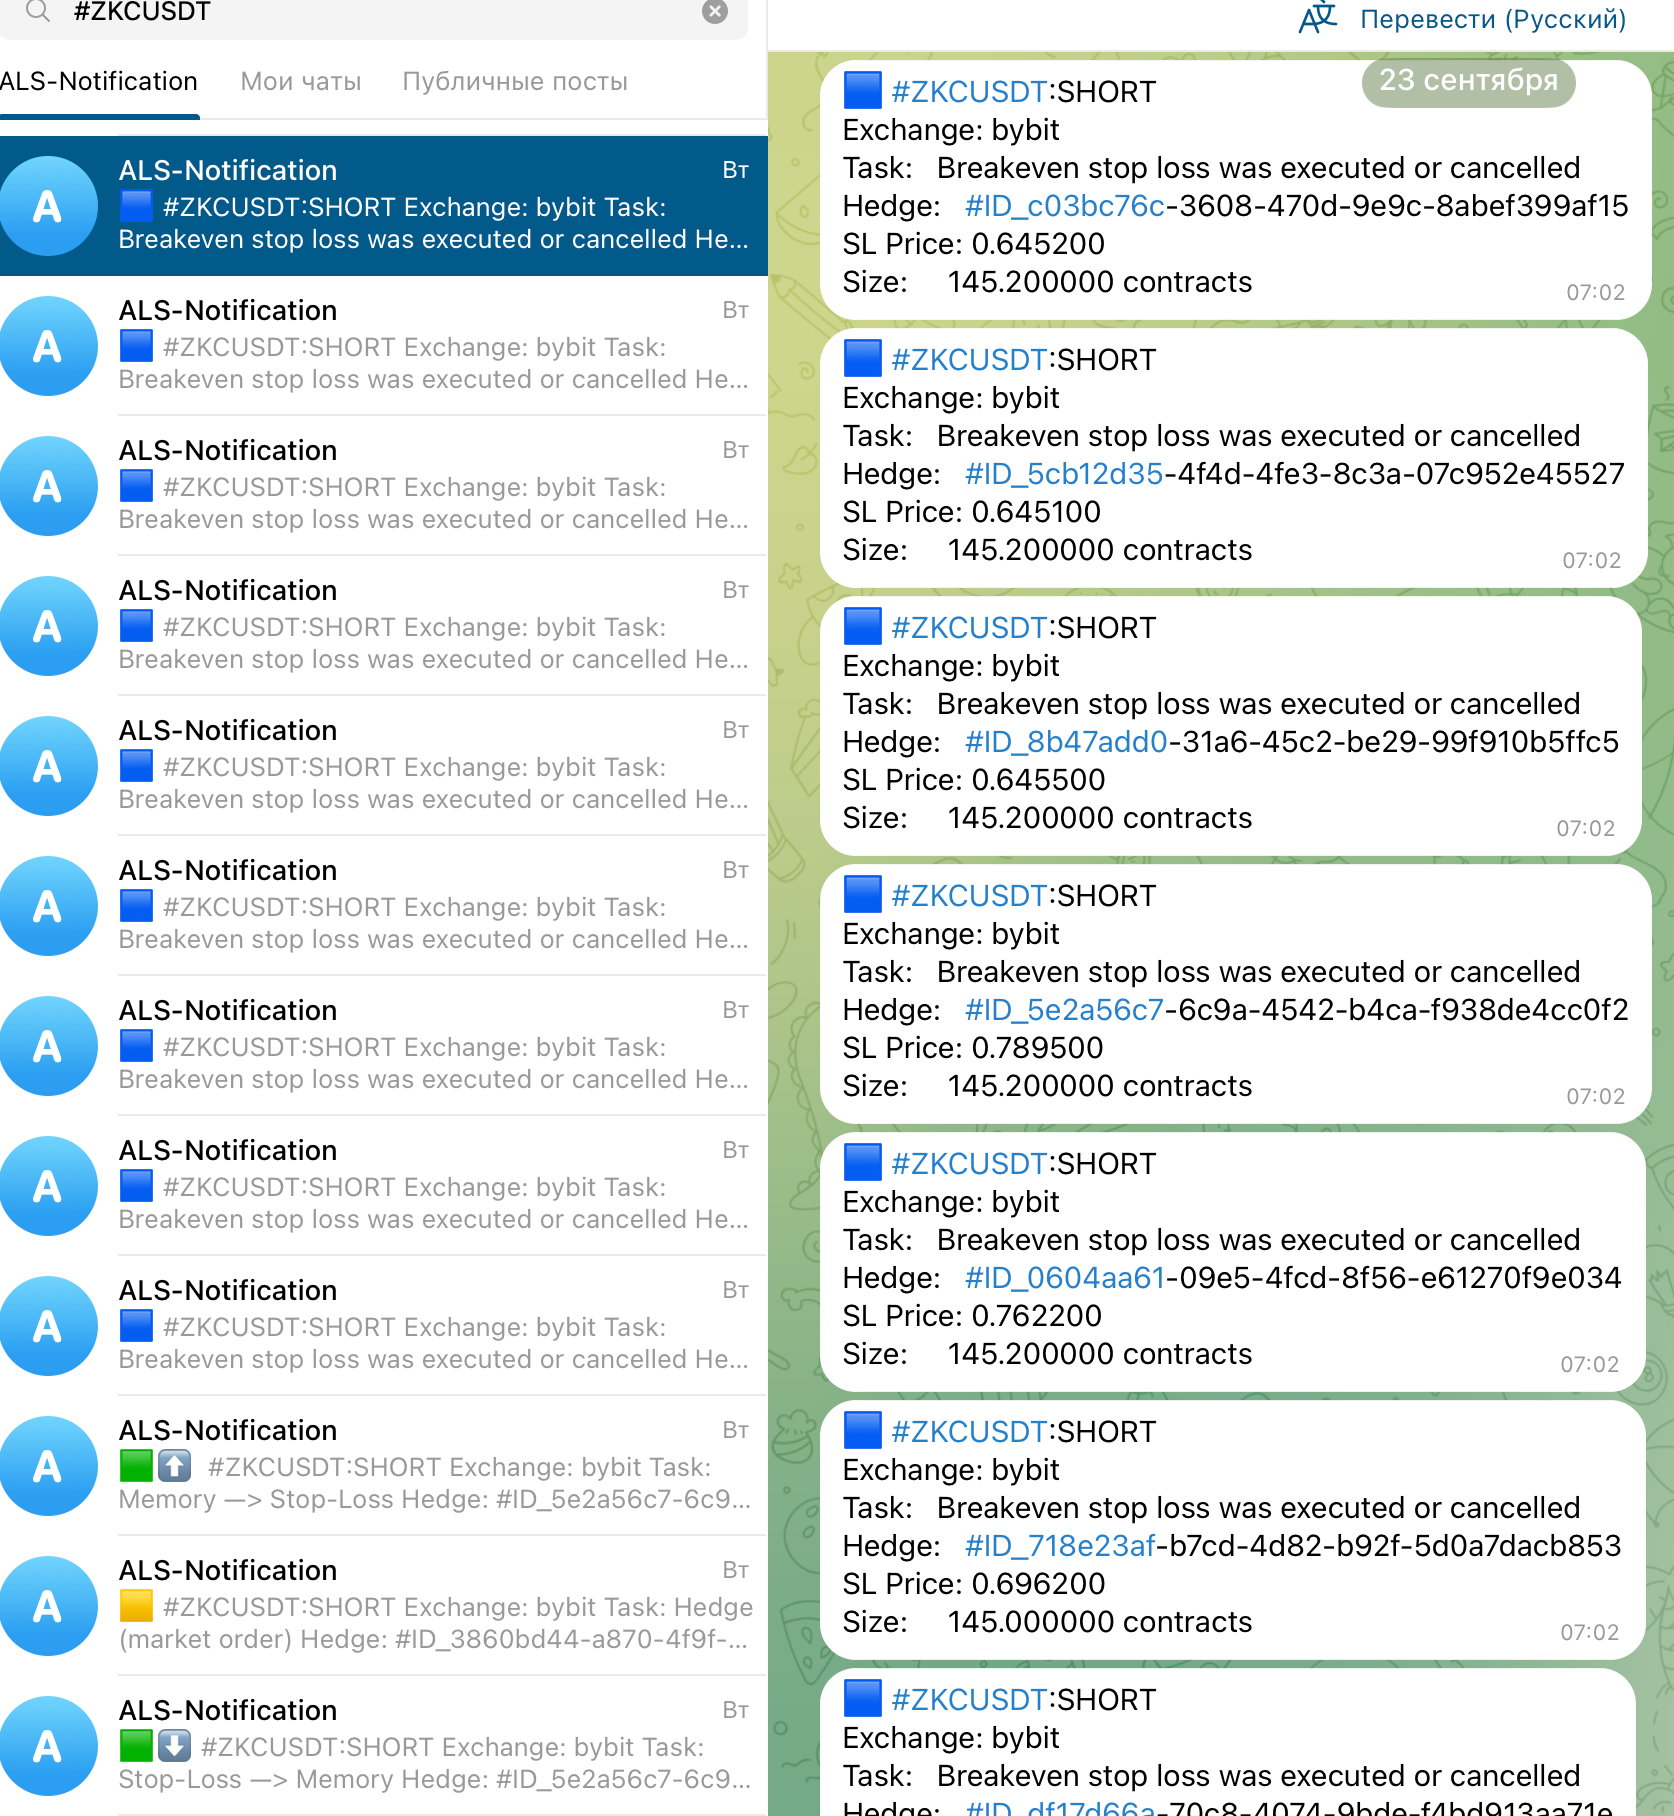 #ZKCUSDT
ALS-Notification Мои чаты Публичные посты
ALS-Notification Вт
#ZKCUSDT:SHORT Exchange: bybit Task:
Breakeven stop loss was executed or cancelled He...
ALS-Notification Вт
#ZKCUSDT:SHORT Exchange: bybit Task:
Breakeven stop loss was executed or cancelled He...
ALS-Notification Вт
#ZKCUSDT:SHORT Exchange: bybit Task:
Breakeven stop loss was executed or cancelled He...
ALS-Notification Вт
#ZKCUSDT:SHORT Exchange: bybit Task:
Breakeven stop loss was executed or cancelled He...
ALS-Notification Вт
#ZKCUSDT:SHORT Exchange: bybit Task:
Breakeven stop loss was executed or cancelled He...
ALS-Notification Вт
#ZKCUSDT:SHORT Exchange: bybit Task:
Breakeven stop loss was executed or cancelled He...
ALS-Notification Вт
#ZKCUSDT:SHORT Exchange: bybit Task:
Breakeven stop loss was executed or cancelled He...
ALS-Notification Вт
#ZKCUSDT:SHORT Exchange: bybit Task:
Breakeven stop loss was executed or cancelled He...
ALS-Notification Вт
#ZKCUSDT:SHORT Exchange: bybit Task:
Breakeven stop loss was executed or cancelled He...
ALS-Notification Вт
#ZKCUSDT:SHORT Exchange: bybit Task:
Memory —> Stop-Loss Hedge: #ID_5e2a56c7-6c9...
ALS-Notification Вт
#ZKCUSDT:SHORT Exchange: bybit Task: Hedge
(market order) Hedge: #ID_3860bd44-a870-4f9f-...
ALS-Notification Вт
#ZKCUSDT:SHORT Exchange: bybit Task:
Stop-Loss —> Memory Hedge: #ID_5e2a56c7-6c9...
Перевести (Русский)
23 сентября
#ZKCUSDT:SHORT
Exchange: bybit
Task: Breakeven stop loss was executed or cancelled
Hedge: #ID_c03bc76c-3608-470d-9e9c-8abef399af15
SL Price: 0.645200
Size: 145.200000 contracts
07:02
#ZKCUSDT:SHORT
Exchange: bybit
Task: Breakeven stop loss was executed or cancelled
Hedge: #ID_5cb12d35-4f4d-4fe3-8c3a-07c952e45527
SL Price: 0.645100
Size: 145.200000 contracts
07:02
#ZKCUSDT:SHORT
Exchange: bybit
Task: Breakeven stop loss was executed or cancelled
Hedge: #ID_8b47add0-31a6-45c2-be29-99f910b5ffc5
SL Price: 0.645500
Size: 145.200000 contracts
07:02
#ZKCUSDT:SHORT
Exchange: bybit
Task: Breakeven stop loss was executed or cancelled
Hedge: #ID_5e2a56c7-6c9a-4542-b4ca-f938de4cc0f2
SL Price: 0.789500
Size: 145.200000 contracts
07:02
#ZKCUSDT:SHORT
Exchange: bybit
Task: Breakeven stop loss was executed or cancelled
Hedge: #ID_0604aa61-09e5-4fcd-8f56-e61270f9e034
SL Price: 0.762200
Size: 145.200000 contracts
07:02
#ZKCUSDT:SHORT
Exchange: bybit
Task: Breakeven stop loss was executed or cancelled
Hedge: #ID_718e23af-b7cd-4d82-b92f-5d0a7dacb853
SL Price: 0.696200
Size: 145.000000 contracts
07:02
#ZKCUSDT:SHORT
Exchange: bybit
Task: Breakeven stop loss was executed or cancelled
Hedge: #ID_df17d66a-70c8-4074-9bde-f4bd913aa71e